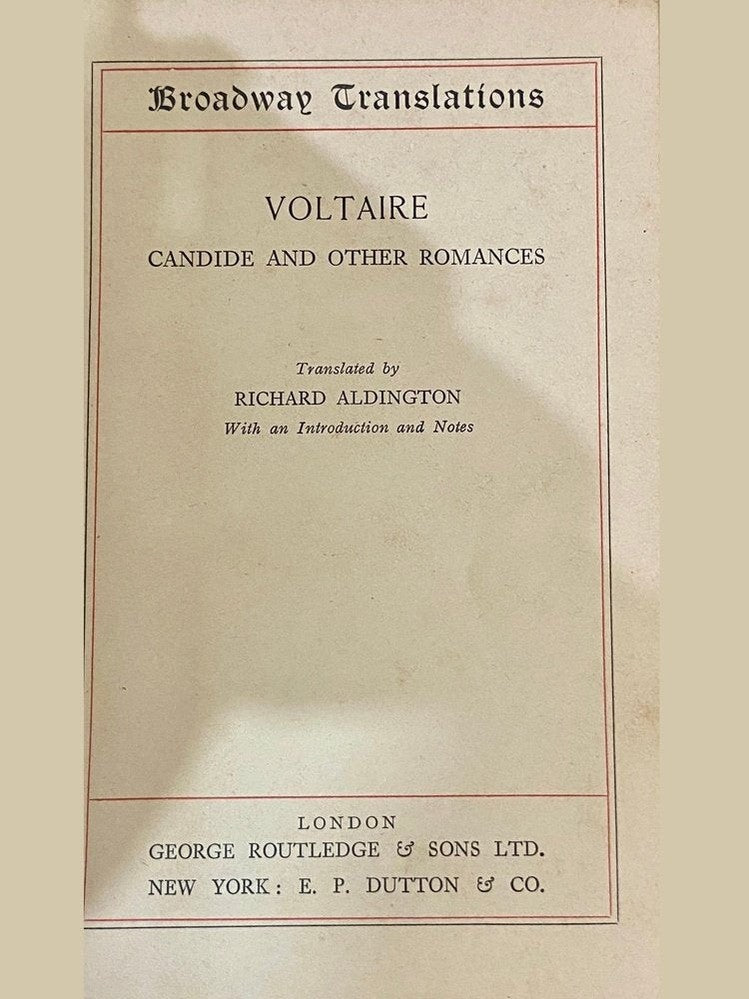 Broadway Translations
VOLTAIRE
CANDIDE AND OTHER ROMANCES
Translated by
RICHARD ALDINGTON
With an Introduction and Notes
LONDON
GEORGE ROUTLEDGE & SONS LTD.
NEW YORK: E. P. DUTTON & CO.